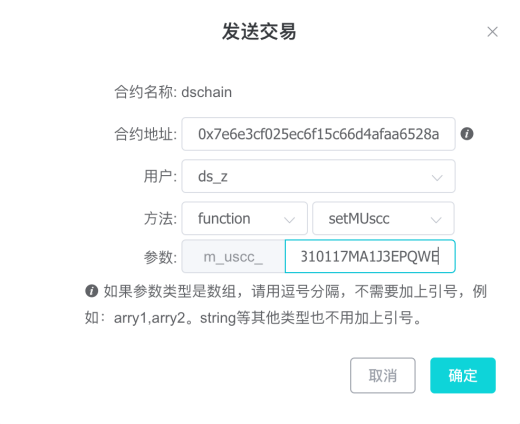 发送交易
合约名称: dschain
合约地址: 0x7e6e3cf025ec6f15c66d4afaa6528a
用户: ds_z
方法: function setMUscc
参数: m_uscc_ 310117MA1J3EPQWE
如果参数类型是数组，请用逗号分隔，不需要加上引号，例
如：arry1,arry2。string等其他类型也不用加上引号。
取消 确定